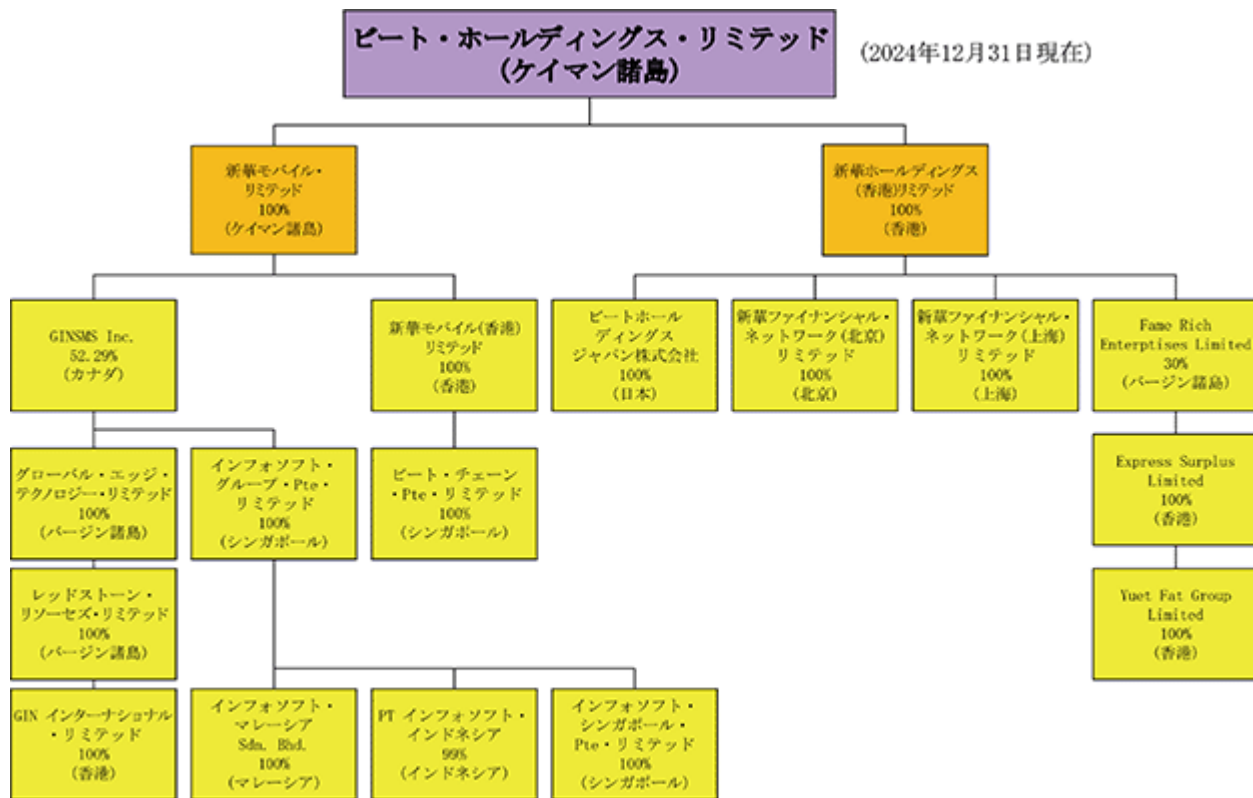 ビート・ホールディングス・リミテッド
(ケイマン諸島)
(2024年12月31日現在)
新華モバイル・
リミテッド
100%
(ケイマン諸島)
新華ホールディングス
(香港)リミテッド
100%
(香港)
GINSMS Inc.
52.29%
(カナダ)
新華モバイル(香港)
リミテッド
100%
(香港)
ビートホール
ディングス
ジャパン株式会社
100%
(日本)
新華ファイナンシャル・
ネットワーク(北京)
リミテッド
100%
(北京)
新華ファイナンシャル・
ネットワーク(上海)
リミテッド
100%
(上海)
Fame Rich
Enterptises Limited
30%
(バージン諸島)
グローバル・エッジ・
テクノロジー・リミテッド
100%
(バージン諸島)
インフォソフト・
グループ・Pte・
リミテッド
100%
(シンガポール)
ビート・チェーン
・Pte・リミテッド
100%
(シンガポール)
Express Surplus
Limited
100%
(香港)
レッドストーン・
リソーセズ・リミテッド
100%
(バージン諸島)
Yuet Fat Group
Limited
100%
(香港)
GIN インターナショナル
・リミテッド
100%
(香港)
インフォソフト・
マレーシア
Sdn. Bhd.
100%
(マレーシア)
PT インフォソフト・
インドネシア
99%
(インドネシア)
インフォソフト・
シンガポール・
Pte・リミテッド
100%
(シンガポール)